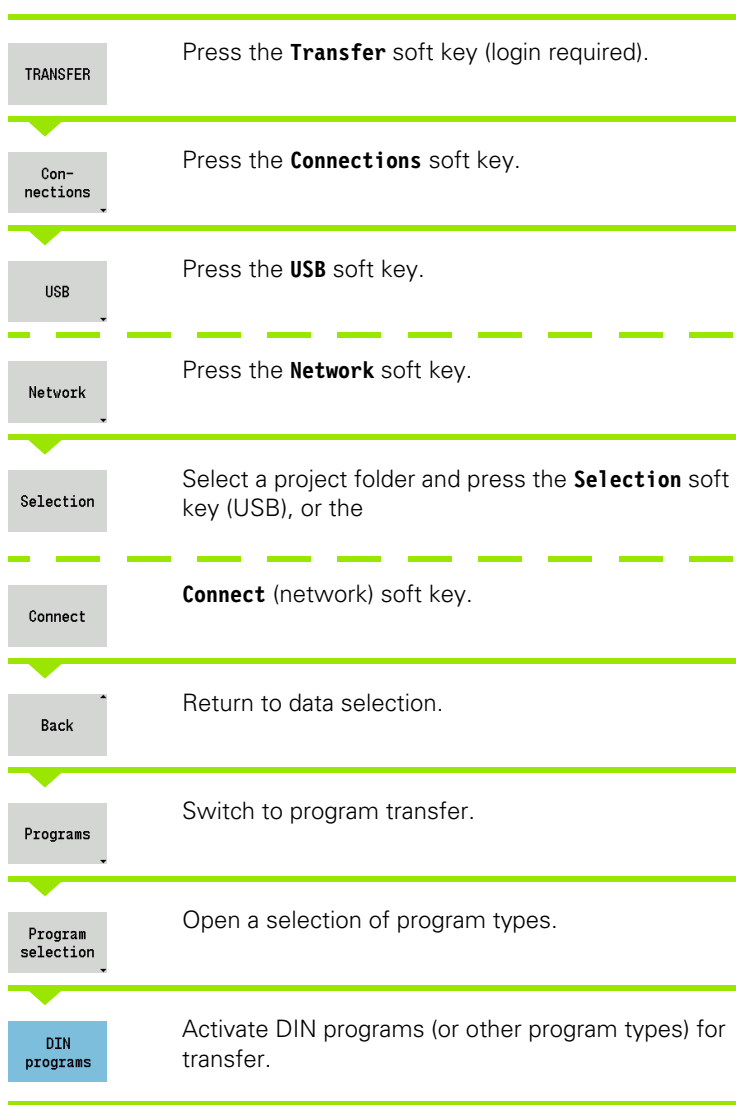 TRANSFER
Press the Transfer soft key (login required).
Con-
nections
Press the Connections soft key.
USB
Press the USB soft key.
Network
Press the Network soft key.
Selection
Select a project folder and press the Selection soft
key (USB), or the
Connect
Connect (network) soft key.
Back
Return to data selection.
Programs
Switch to program transfer.
Program
selection
Open a selection of program types.
DIN
programs
Activate DIN programs (or other program types) for
transfer.